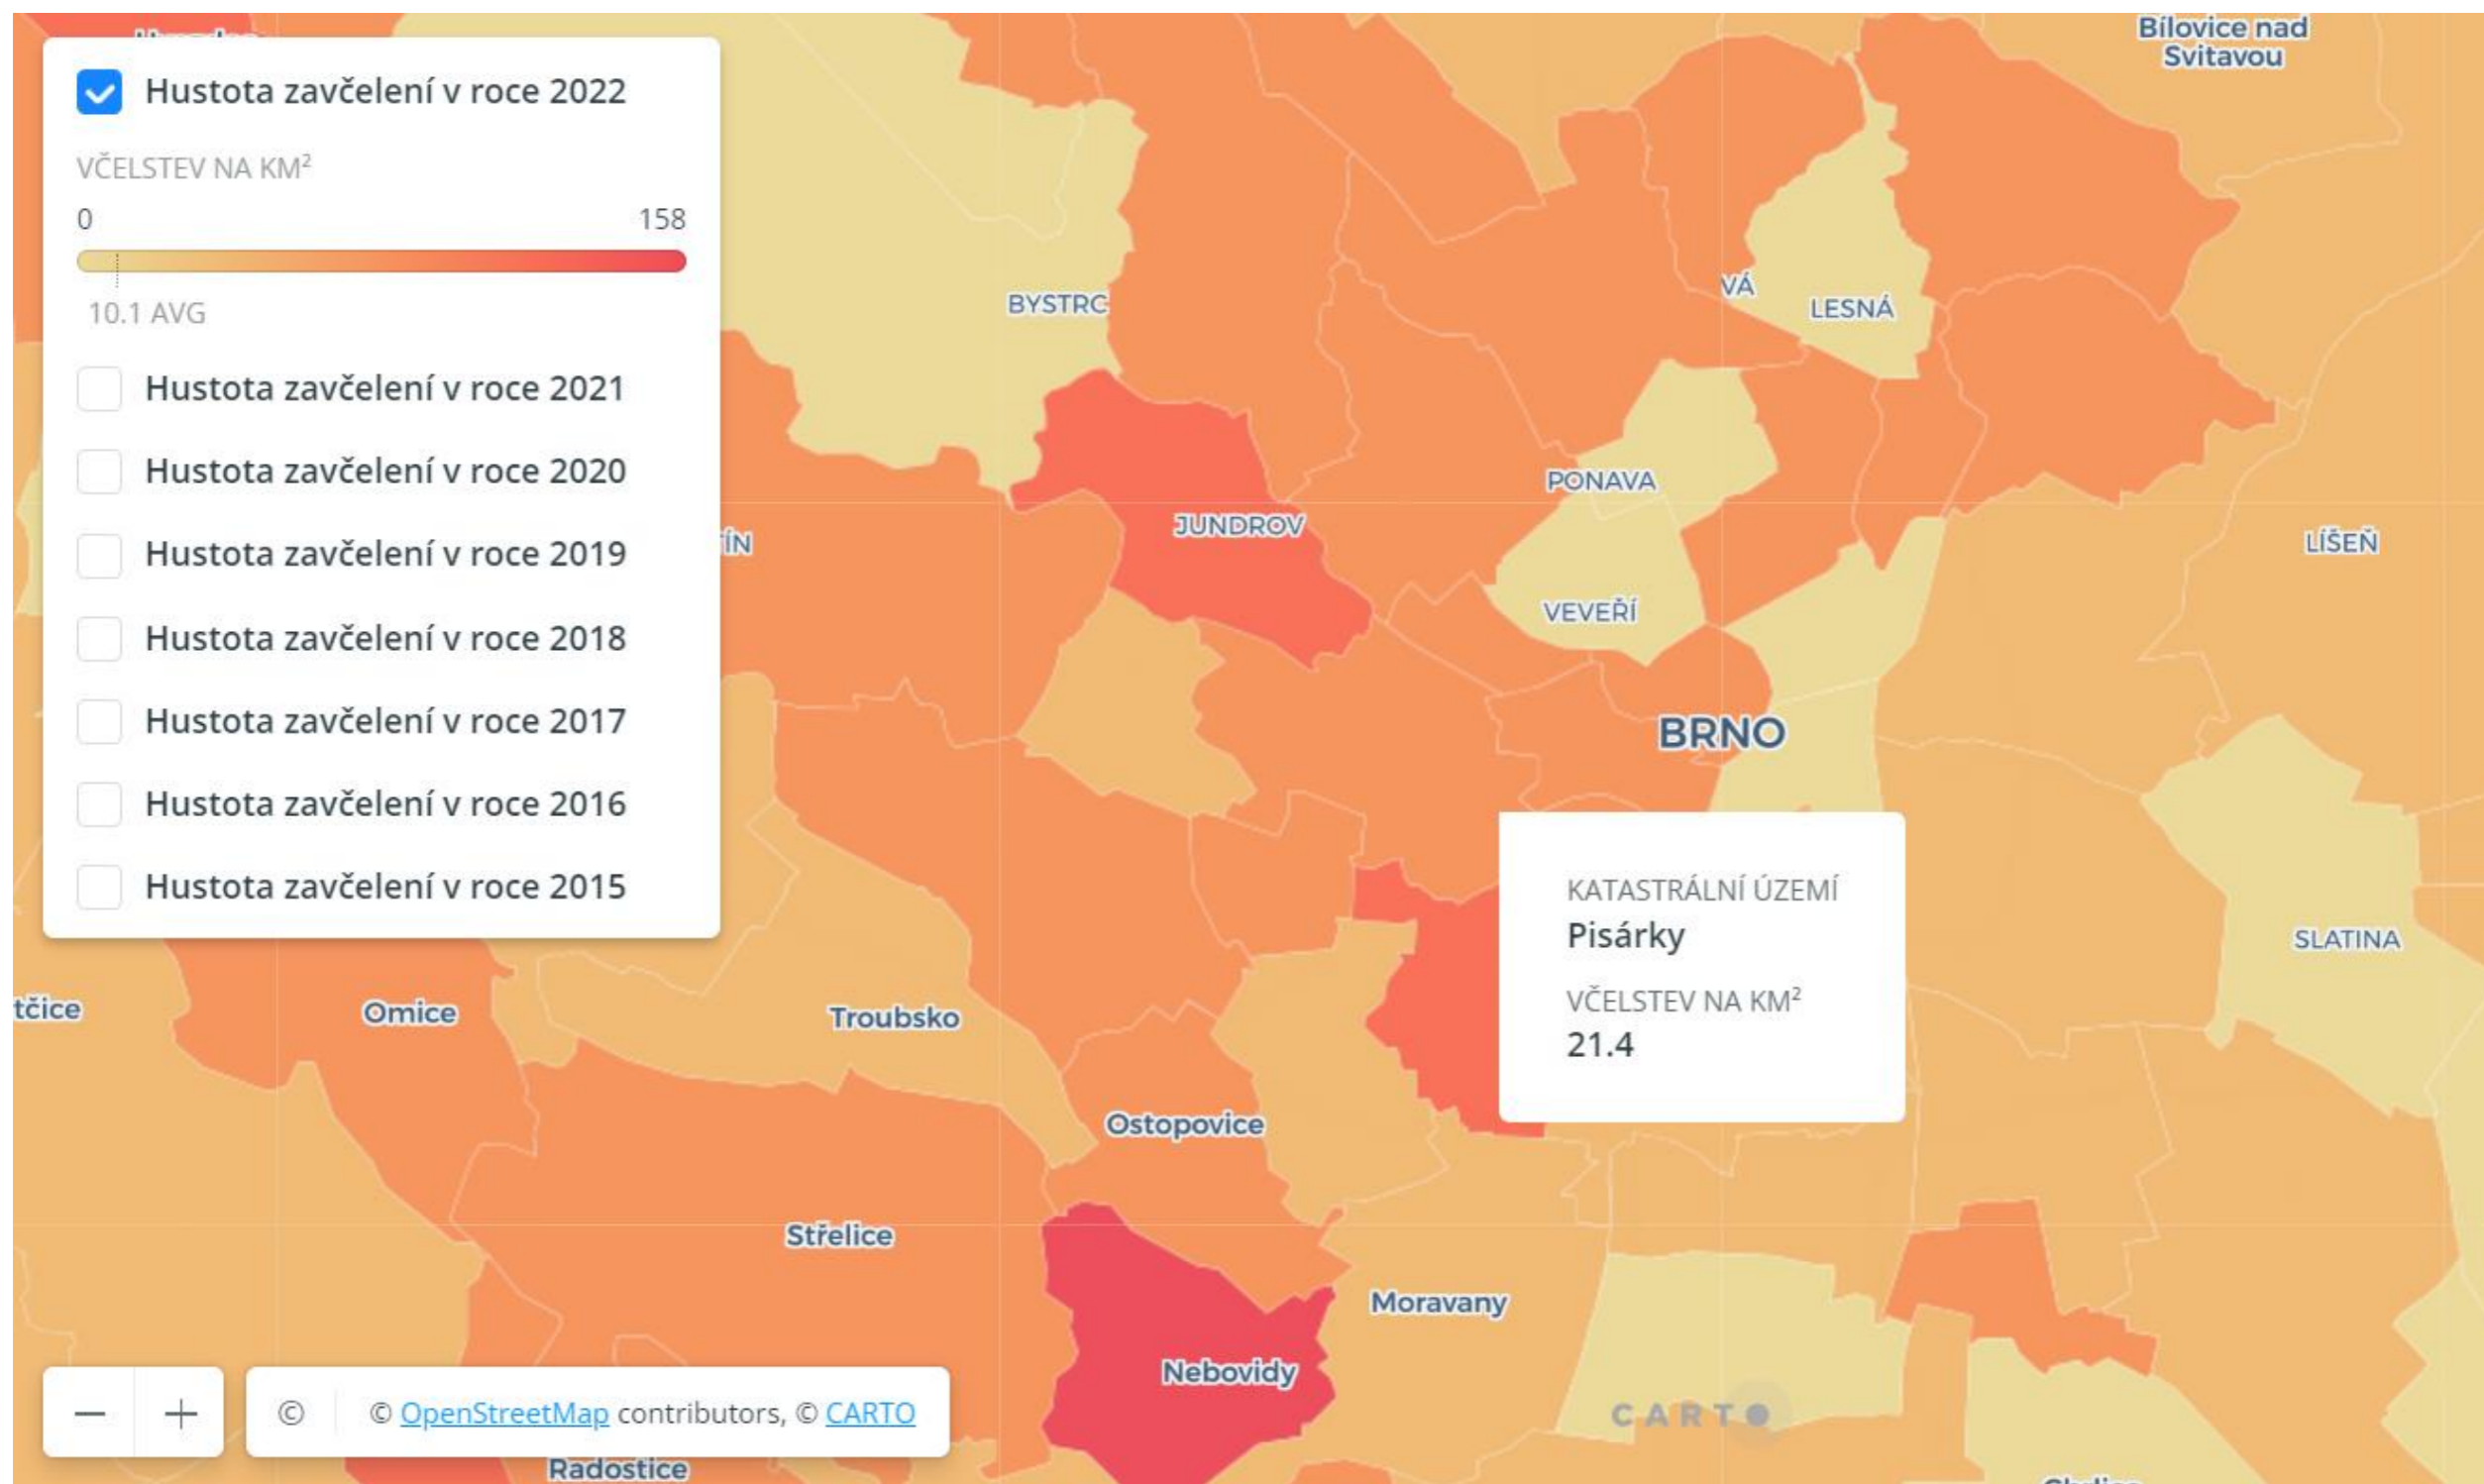 Bílovice nad
Svitavou
Hustota zavčelení v roce 2022
VČELSTEV NA KM²
0
158
10.1 AVG
Hustota zavčelení v roce 2021
Hustota zavčelení v roce 2020
Hustota zavčelení v roce 2019
Hustota zavčelení v roce 2018
Hustota zavčelení v roce 2017
Hustota zavčelení v roce 2016
Hustota zavčelení v roce 2015
BYSTRC
VÁ
LESNÁ
PONAVA
JUNDROV
ÍN
LÍŠEŇ
VEVEŘÍ
BRNO
KATASTRÁLNÍ ÚZEMÍ
Pisárky
VČELSTEV NA KM²
21.4
SLATINA
tčice
Omice
Troubsko
Ostopovice
Střelice
Moravany
Nebovidy
− +
©
© OpenStreetMap contributors, © CARTO
CARTO
Radostice